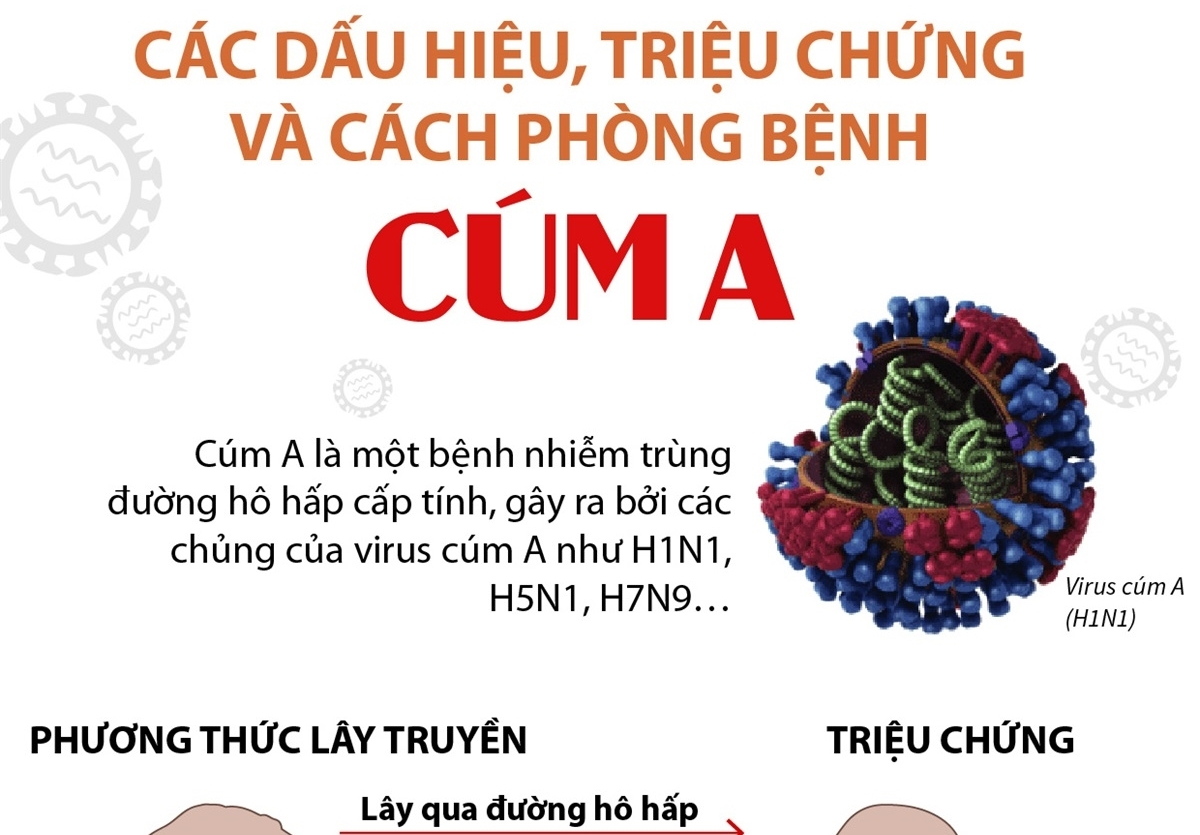 CÁC DẤU HIỆU, TRIỆU CHỨNG
VÀ CÁCH PHÒNG BỆNH
CÚM A
Cúm A là một bệnh nhiễm trùng
đường hô hấp cấp tính, gây ra bởi các
chủng của virus cúm A như H1N1,
H5N1, H7N9...
Virus cúm A
(H1N1)
PHƯƠNG THỨC LÂY TRUYỀN
TRIỆU CHỨNG
Lây qua đường hô hấp